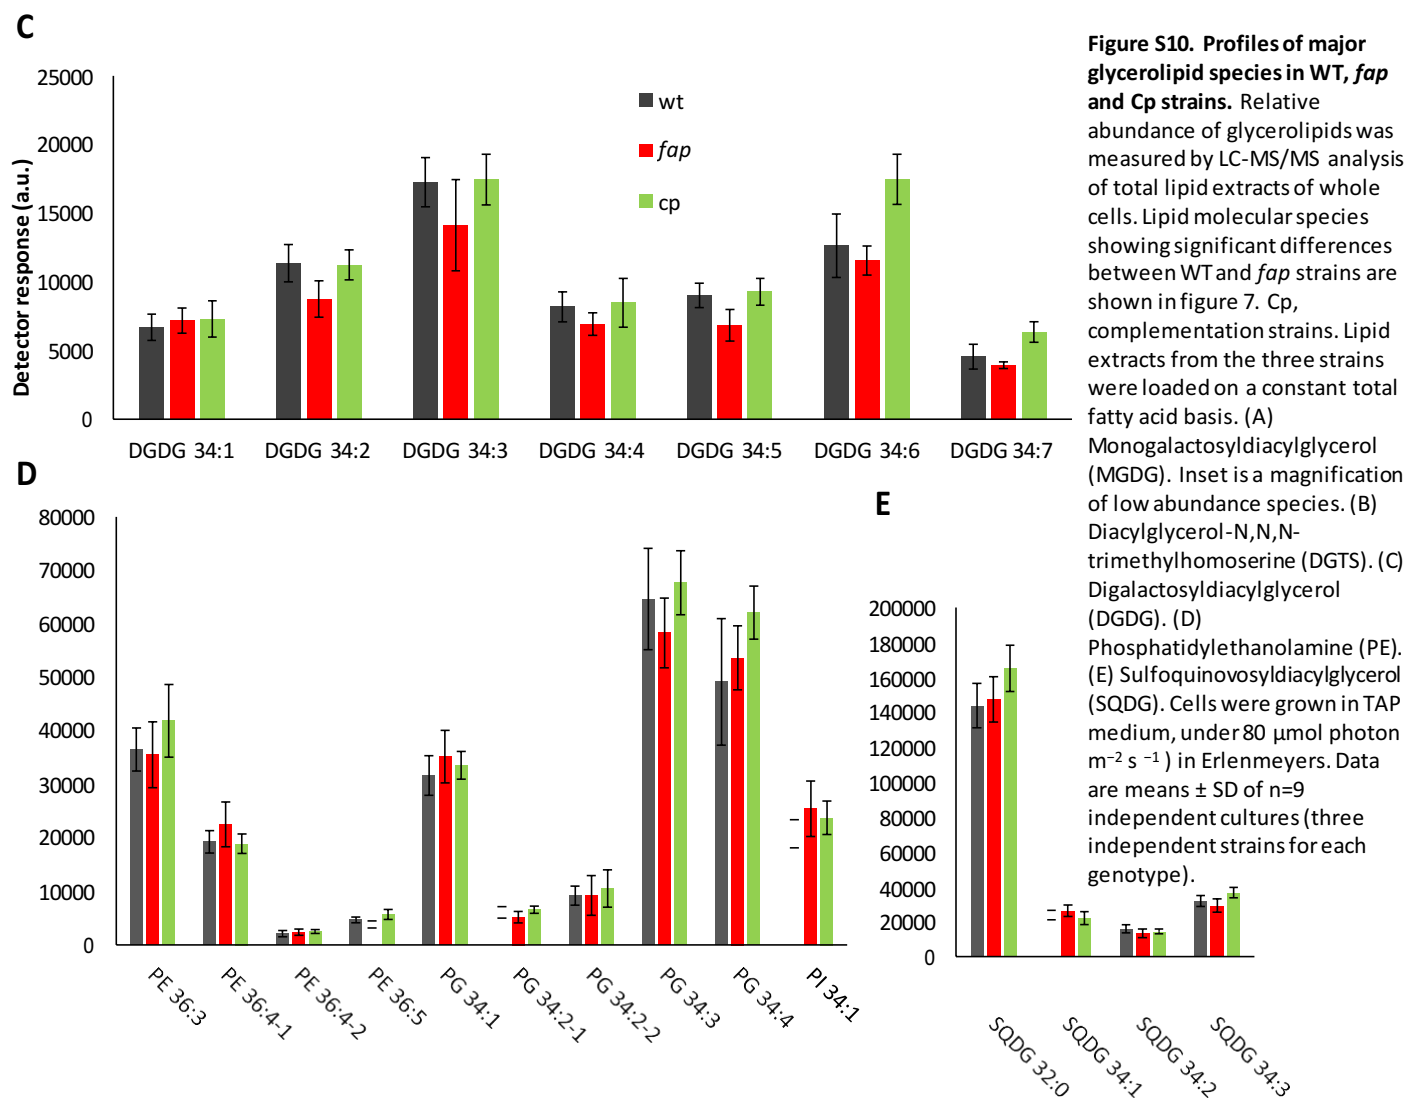 C
25000
20000
15000
10000
5000
0
Detector response (a.u.)
wt
fap
cp
DGDG 34:1 DGDG 34:2 DGDG 34:3 DGDG 34:4 DGDG 34:5 DGDG 34:6 DGDG 34:7
D
80000
70000
60000
50000
40000
30000
20000
10000
0
PE 36:3
PE 36:4-1
PE 36:4-2
PE 36:5
PG 34:1
PG 34:2-1
PG 34:2-2
PG 34:3
PG 34:4
PI 34:1
E
200000
180000
160000
140000
120000
100000
80000
60000
40000
20000
0
SQDG 32:0
SQDG 34:1
SQDG 34:2
SQDG 34:3
Figure S10. Profiles of major
glycerolipid species in WT, fap
and Cp strains. Relative
abundance of glycerolipids was
measured by LC-MS/MS analysis
of total lipid extracts of whole
cells. Lipid molecular species
showing significant differences
between WT and fap strains are
shown in figure 7. Cp,
complementation strains. Lipid
extracts from the three strains
were loaded on a constant total
fatty acid basis. (A)
Monogalactosyldiacylglycerol
(MGDG). Inset is a magnification
of low abundance species. (B)
Diacylglycerol-N,N,N-
trimethylhomoserine (DGTS). (C)
Digalactosyldiacylglycerol
(DGDG). (D)
Phosphatidylethanolamine (PE).
(E) Sulfoquinovosyldiacylglycerol
(SQDG). Cells were grown in TAP
medium, under 80 µmol photon
m⁻² s ⁻¹ ) in Erlenmeyers. Data
are means ± SD of n=9
independent cultures (three
independent strains for each
genotype).